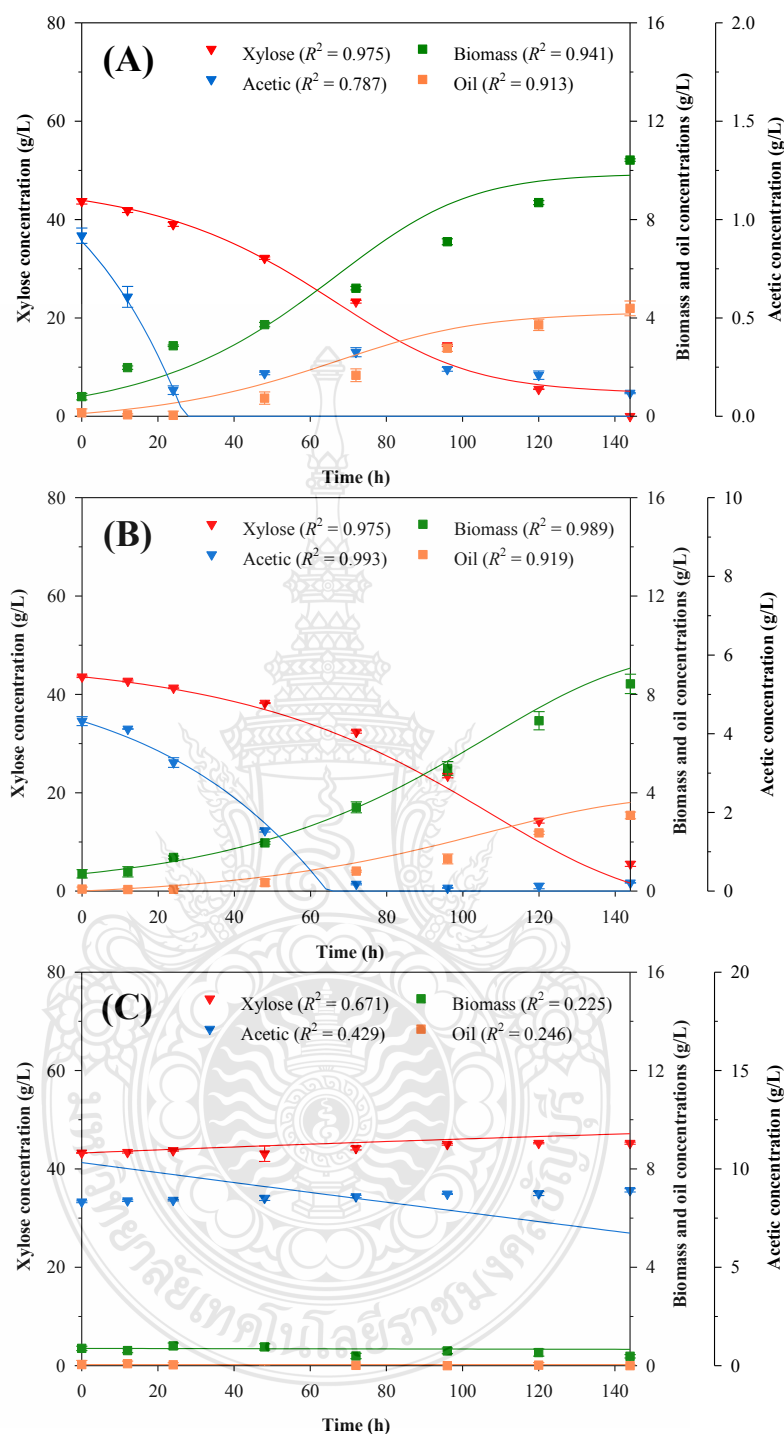 (A)
Xylose (R² = 0.975)
Biomass (R² = 0.941)
Acetic (R² = 0.787)
Oil (R² = 0.913)
Xylose concentration (g/L)
0
20
40
60
80
Biomass and oil concentrations (g/L)
0
4
8
12
16
Acetic concentration (g/L)
0.0
0.5
1.0
1.5
2.0
0 20 40 60 80 100 120 140
Time (h)
(B)
Xylose (R² = 0.975)
Biomass (R² = 0.989)
Acetic (R² = 0.993)
Oil (R² = 0.919)
Xylose concentration (g/L)
0
20
40
60
80
Biomass and oil concentrations (g/L)
0
4
8
12
16
Acetic concentration (g/L)
0
2
4
6
8
10
0 20 40 60 80 100 120 140
Time (h)
(C)
Xylose (R² = 0.671)
Biomass (R² = 0.225)
Acetic (R² = 0.429)
Oil (R² = 0.246)
Xylose concentration (g/L)
0
20
40
60
80
Biomass and oil concentrations (g/L)
0
4
8
12
16
Acetic concentration (g/L)
0
5
10
15
20
0 20 40 60 80 100 120 140
Time (h)